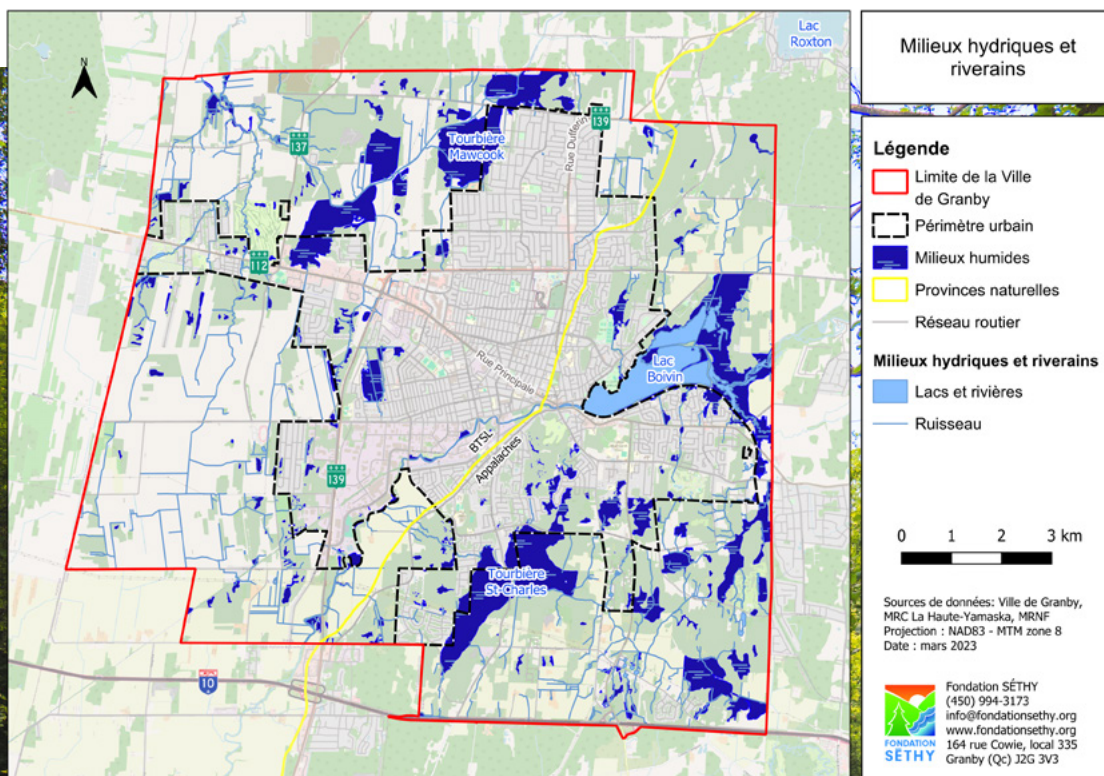 Milieux hydriques et
riverains
Légende
Limite de la Ville
de Granby
Périmètre urbain
Milieux humides
Provinces naturelles
Réseau routier
Milieux hydriques et riverains
Lacs et rivières
Ruisseau
0 1 2 3 km
Sources de données: Ville de Granby,
MRC La Haute-Yamaska, MRNF
Projection : NAD83 - MTM zone 8
Date : mars 2023
FONDATION
SÉTHY
Fondation SÉTHY
(450) 994-3173
info@fondationsethy.org
www.fondationsethy.org
164 rue Cowie, local 335
Granby (Qc) J2G 3V3
N
Lac
Roxton
139
Rue Dufferin
Tourbière
Mawcook
137
112
Lac
Boivin
Rue Principale
BTSL
Appalaches
139
Tourbière
St-Charles
10